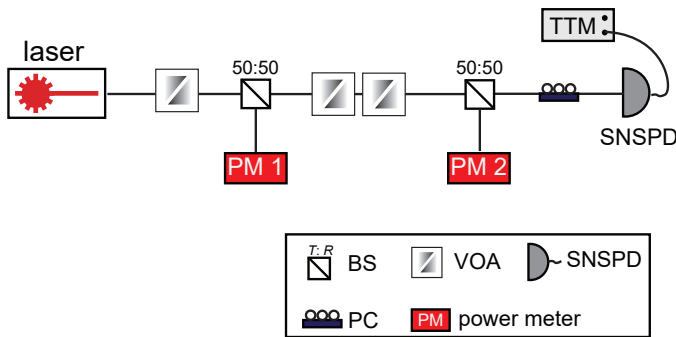 TTM
laser
50:50
50:50
SNSPD
PM 1
PM 2
T: R
BS
VOA
SNSPD
PC
PM
power meter